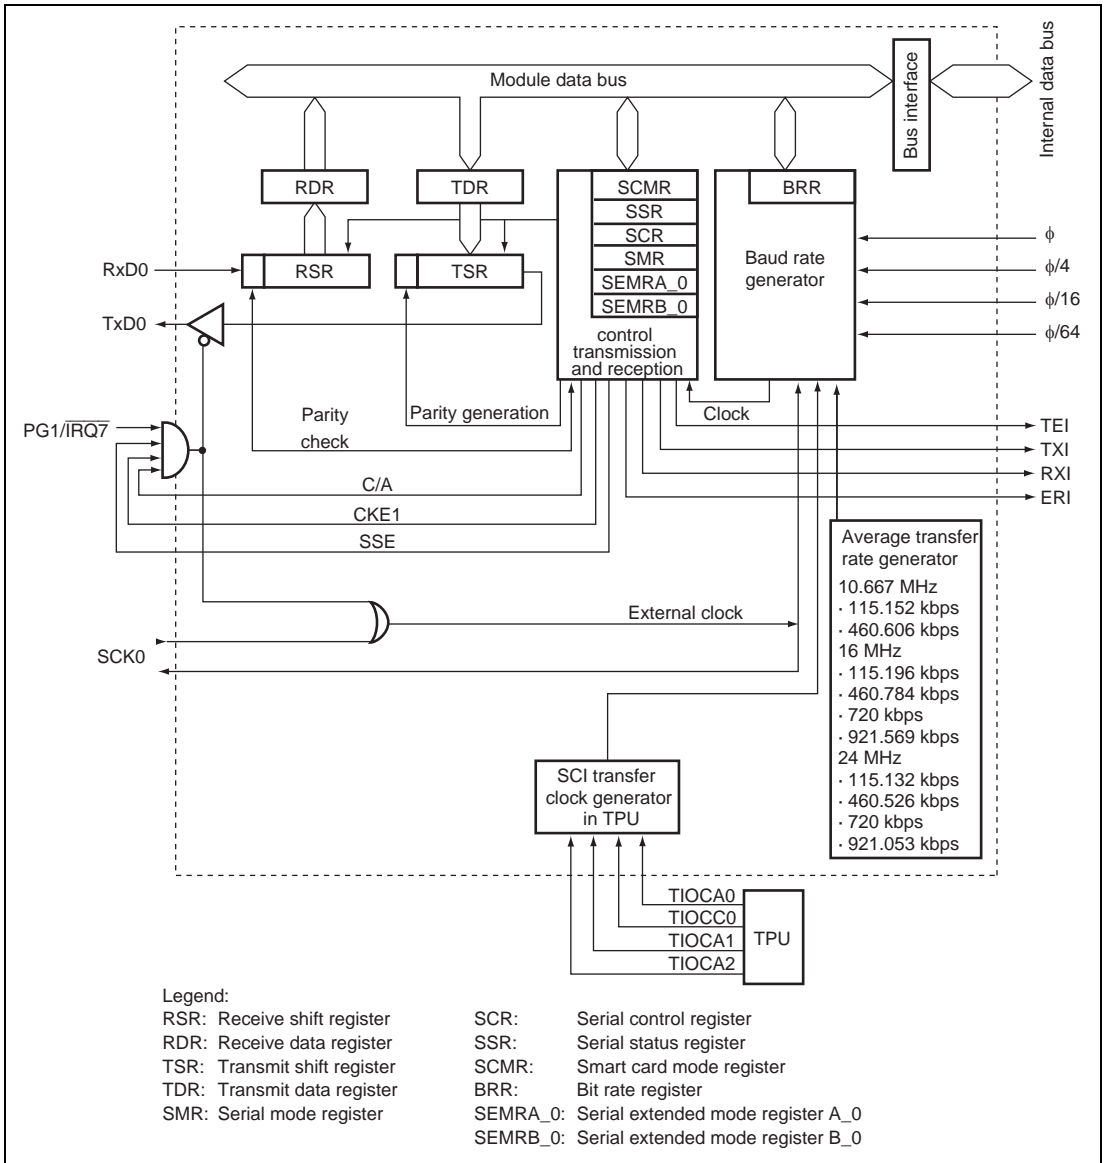 Module data bus
Bus interface
Internal data bus
RDR
TDR
SCMR
BRR
SSR
SCR
SMR
SEMRA_0
SEMRB_0
control
transmission
and reception
Baud rate
generator
φ
φ/4
φ/16
φ/64
RxD0
RSR
TSR
TxD0
Parity
check
Parity generation
Clock
PG1/IRQ7
TEI
TXI
RXI
ERI
C/A
CKE1
SSE
External clock
SCK0
Average transfer
rate generator
10.667 MHz
· 115.152 kbps
· 460.606 kbps
16 MHz
· 115.196 kbps
· 460.784 kbps
· 720 kbps
· 921.569 kbps
24 MHz
· 115.132 kbps
· 460.526 kbps
· 720 kbps
· 921.053 kbps
SCI transfer
clock generator
in TPU
TIOCA0
TIOCC0
TIOCA1
TIOCA2
TPU
Legend:
RSR: Receive shift register
RDR: Receive data register
TSR: Transmit shift register
TDR: Transmit data register
SMR: Serial mode register
SCR: Serial control register
SSR: Serial status register
SCMR: Smart card mode register
BRR: Bit rate register
SEMRA_0: Serial extended mode register A_0
SEMRB_0: Serial extended mode register B_0